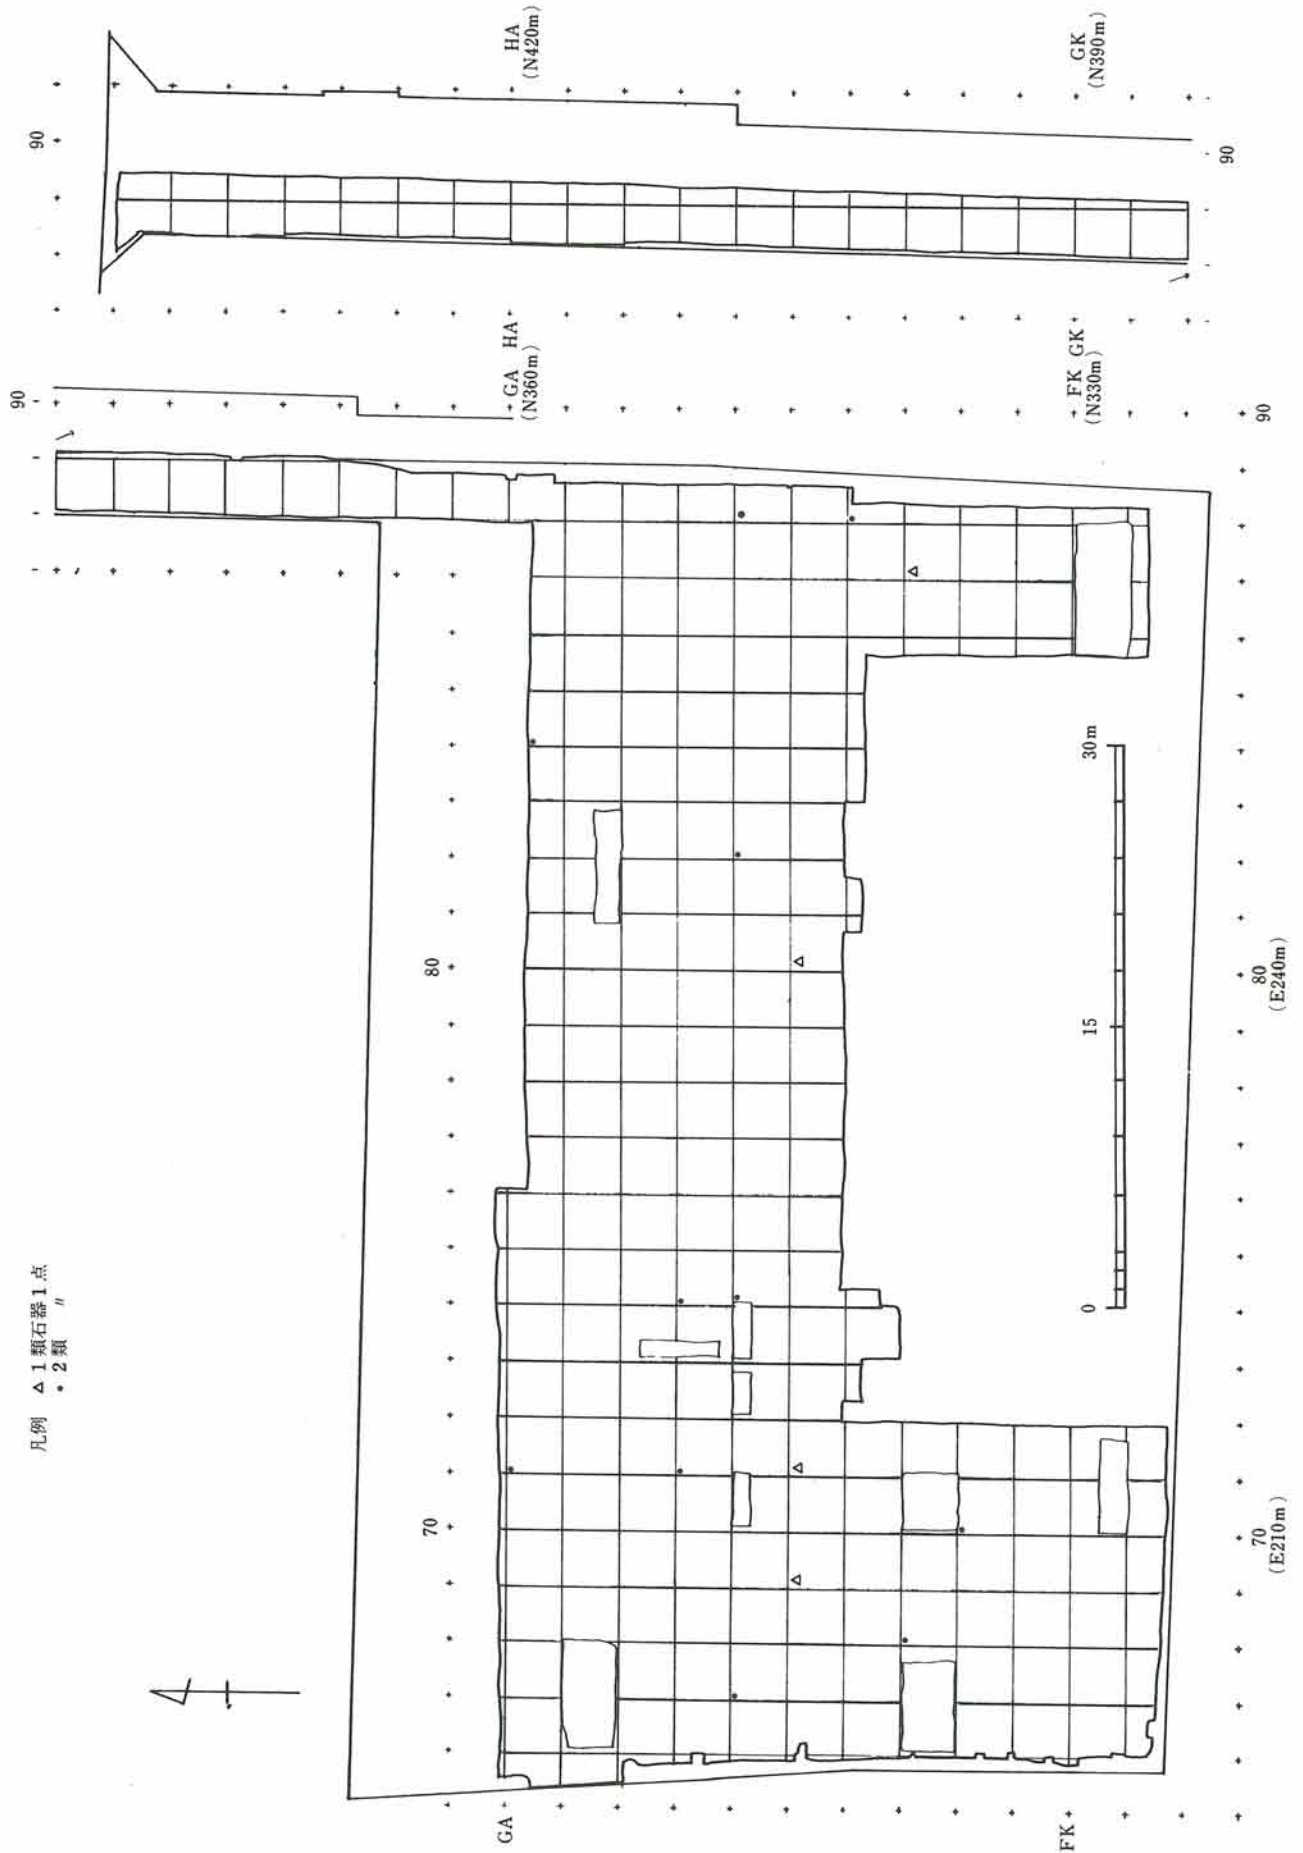 凡例 △ 1類石器1点
• 2類 〃
90
HA
(N420m)
GK
(N390m)
90
90
GA HA
(N360m)
FK GK
(N330m)
90
80
80
(E240m)
70
70
(E210m)
GA
FK
0 15 30m